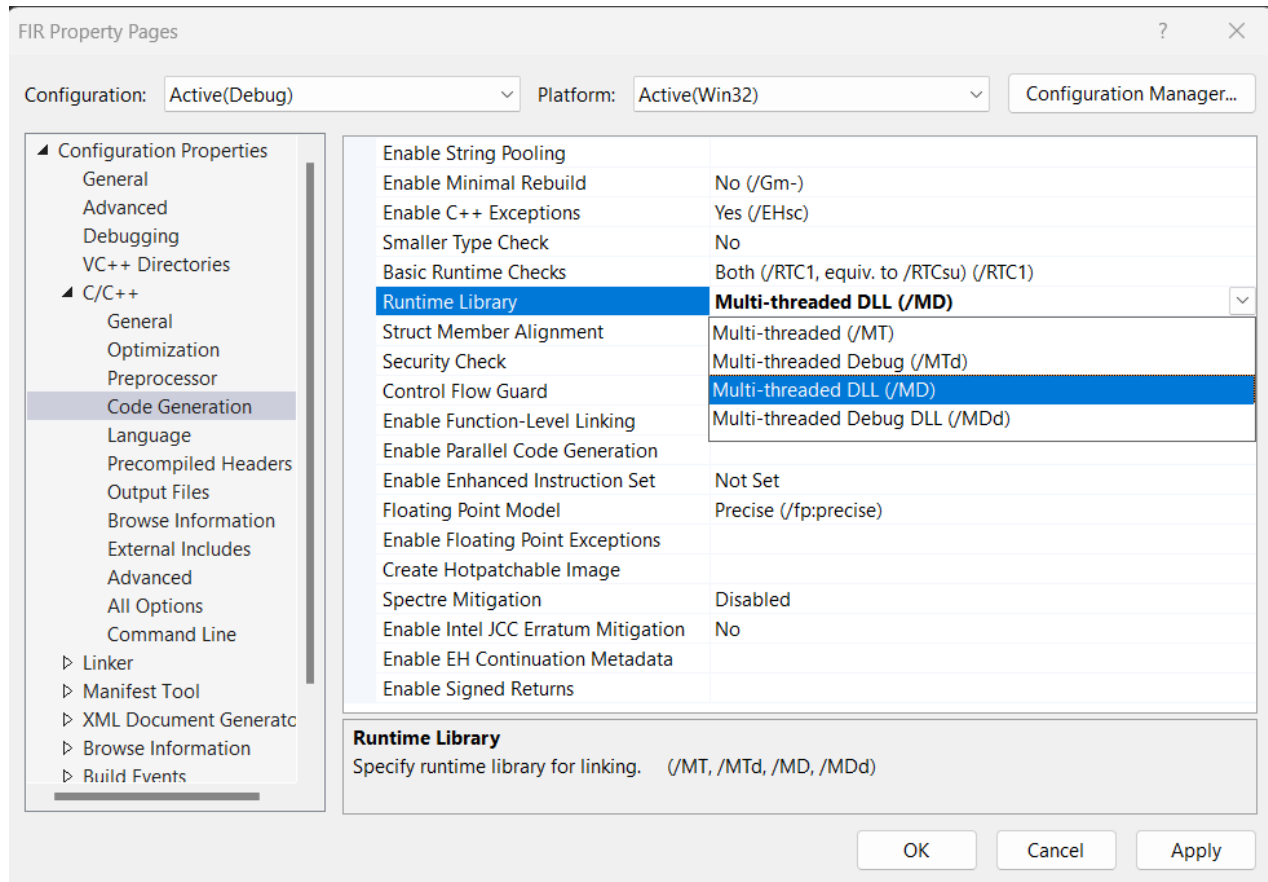 FIR Property Pages
?
Configuration: Active(Debug) Platform: Active(Win32) Configuration Manager...
Configuration Properties
General
Advanced
Debugging
VC++ Directories
C/C++
General
Optimization
Preprocessor
Code Generation
Language
Precompiled Headers
Output Files
Browse Information
External Includes
Advanced
All Options
Command Line
Linker
Manifest Tool
XML Document Generato
Browse Information
Build Events
Enable String Pooling
Enable Minimal Rebuild No (/Gm-)
Enable C++ Exceptions Yes (/EHsc)
Smaller Type Check No
Basic Runtime Checks Both (/RTC1, equiv. to /RTCsu) (/RTC1)
Runtime Library Multi-threaded DLL (/MD)
Struct Member Alignment
Security Check
Control Flow Guard
Enable Function-Level Linking
Enable Parallel Code Generation
Multi-threaded (/MT)
Multi-threaded Debug (/MTd)
Multi-threaded DLL (/MD)
Multi-threaded Debug DLL (/MDd)
Enable Enhanced Instruction Set Not Set
Floating Point Model Precise (/fp:precise)
Enable Floating Point Exceptions
Create Hotpatchable Image
Spectre Mitigation Disabled
Enable Intel JCC Erratum Mitigation No
Enable EH Continuation Metadata
Enable Signed Returns
Runtime Library
Specify runtime library for linking. (/MT, /MTd, /MD, /MDd)
OK Cancel Apply